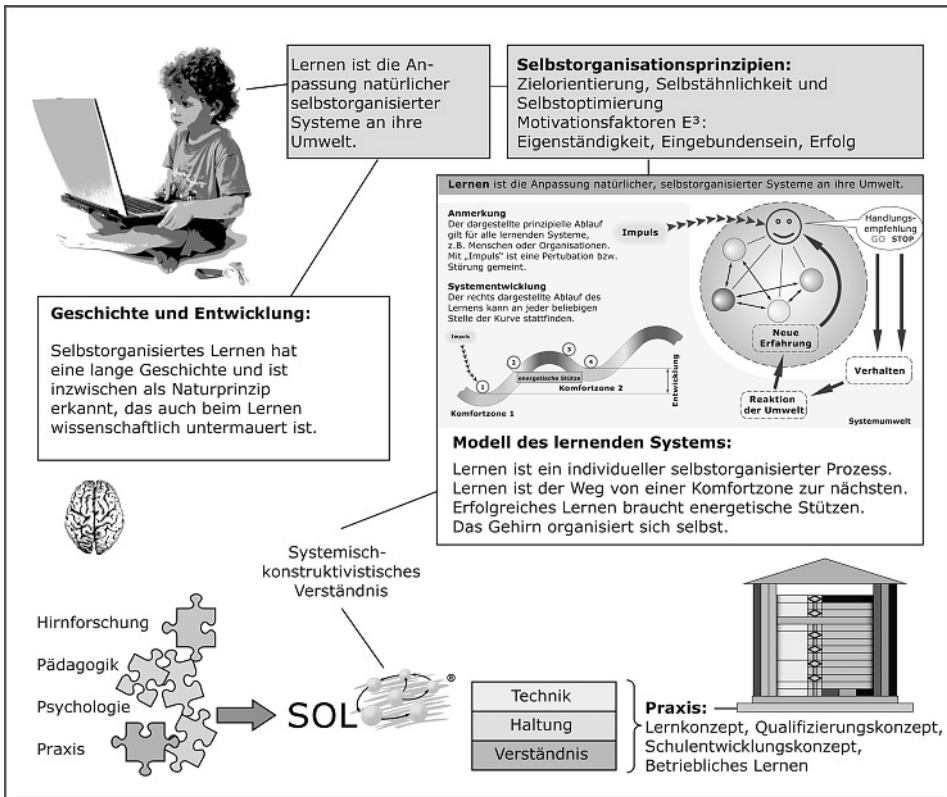 Lernen ist die An-
passung natürlicher
selbstorganisierter
Systeme an ihre
Umwelt.
Selbstorganisationsprinzipien:
Zielorientierung, Selbstähnlichkeit und
Selbstoptimierung
Motivationsfaktoren E³:
Eigenständigkeit, Eingebundensein, Erfolg
Lernen ist die Anpassung natürlicher, selbstorganisierter Systeme an ihre Umwelt.
Anmerkung
Der dargestellte prinzipielle Ablauf
gilt für alle lernenden Systeme,
z.B. Menschen oder Organisationen.
Mit „Impuls" ist eine Pertubation bzw.
Störung gemeint.
Systementwicklung
Der rechts dargestellte Ablauf des
Lernens kann an jeder beliebigen
Stelle der Kurve stattfinden.
Impuls
1
2
3
4
energetische Stütze
Komfortzone 1
Komfortzone 2
Entwicklung
Impuls
Handlungs-
empfehlung
GO STOP
Neue
Erfahrung
Verhalten
Reaktion
der Umwelt
Systemumwelt
Modell des lernenden Systems:
Lernen ist ein individueller selbstorganisierter Prozess.
Lernen ist der Weg von einer Komfortzone zur nächsten.
Erfolgreiches Lernen braucht energetische Stützen.
Das Gehirn organisiert sich selbst.
Geschichte und Entwicklung:
Selbstorganisiertes Lernen hat
eine lange Geschichte und ist
inzwischen als Naturprinzip
erkannt, das auch beim Lernen
wissenschaftlich untermauert ist.
Systemisch-
konstruktivistisches
Verständnis
Hirnforschung
Pädagogik
Psychologie
Praxis
SOL®
Technik
Haltung
Verständnis
Praxis:
Lernkonzept, Qualifizierungskonzept,
Schulentwicklungskonzept,
Betriebliches Lernen